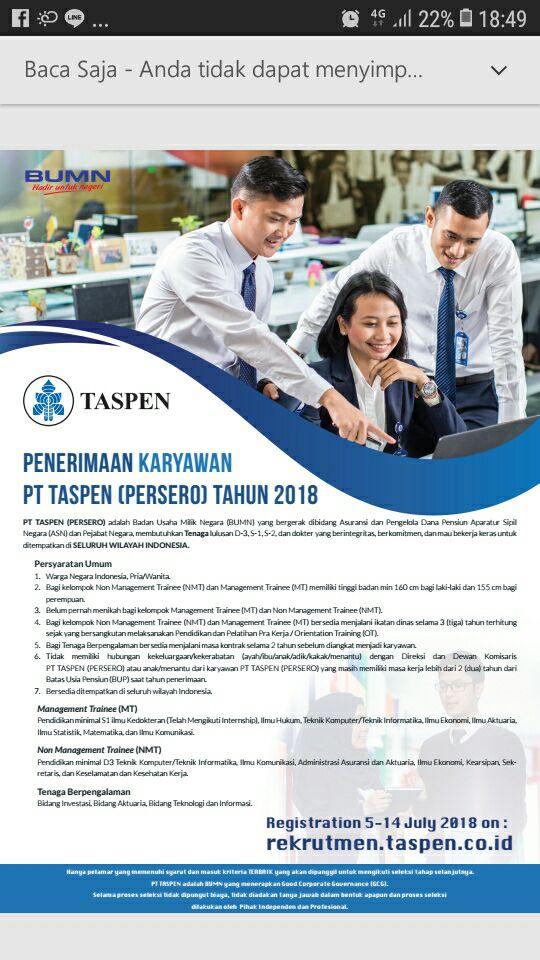 4G 22% 18:49
Baca Saja - Anda tidak dapat menyimp...
BUMN
Hadir untuk negeri
TASPEN
PENERIMAAN KARYAWAN
PT TASPEN (PERSERO) TAHUN 2018
PT TASPEN (PERSERO) adalah Badan Usaha Milik Negara (BUMN) yang bergerak dibidang Asuransi dan Pengelola Dana Pensiun Aparatur Sipil
Negara (ASN) dan Pejabat Negara, membutuhkan Tenaga lulusan D-3, S-1, S-2, dan dokter yang berintegritas, berkomitmen, dan mau bekerja keras untuk
ditempatkan di SELURUH WILAYAH INDONESIA.
Persyaratan Umum
1. Warga Negara Indonesia, Pria/Wanita.
2. Bagi kelompok Non Management Trainee (NMT) dan Management Trainee (MT) memiliki tinggi badan min 160 cm bagi laki-laki dan 155 cm bagi
perempuan.
3. Belum pernah menikah bagi kelompok Management Trainee (MT) dan Non Management Trainee (NMT).
4. Bagi kelompok Non Management Trainee (NMT) dan Management Trainee (MT) bersedia menjalani ikatan dinas selama 3 (tiga) tahun terhitung
sejak yang bersangkutan melaksanakan Pendidikan dan Pelatihan Pra Kerja / Orientation Training (OT).
5. Bagi Tenaga Berpengalaman bersedia menjalani masa kontrak selama 2 tahun sebelum diangkat menjadi karyawan.
6. Tidak memiliki hubungan kekeluargaan/kekerabatan (ayah/ibu/anak/adik/kakak/menantu) dengan Direksi dan Dewan Komisaris
PT TASPEN (PERSERO) atau anak/menantu dari karyawan PT TASPEN (PERSERO) yang masih memiliki masa kerja lebih dari 2 (dua) tahun dari
Batas Usia Pensiun (BUP) saat tahun penerimaan.
7. Bersedia ditempatkan di seluruh wilayah Indonesia.
Management Trainee (MT)
Pendidikan minimal S1 ilmu Kedokteran (Telah Mengikuti Internship), Ilmu Hukum, Teknik Komputer/Teknik Informatika, Ilmu Ekonomi, Ilmu Aktuaria,
Ilmu Statistik, Matematika, dan Ilmu Komunikasi.
Non Management Trainee (NMT)
Pendidikan minimal D3 Teknik Komputer/Teknik Informatika, Ilmu Komunikasi, Administrasi Asuransi dan Aktuaria, Ilmu Ekonomi, Kearsipan, Sek-
retaris, dan Keselamatan dan Kesehatan Kerja.
Tenaga Berpengalaman
Bidang Investasi, Bidang Aktuaria, Bidang Teknologi dan Informasi.
Registration 5-14 July 2018 on :
rekrutmen.taspen.co.id
Hanya pelamar yang memenuhi syarat dan masuk kriteria TERBAIK yang akan dipanggil untuk mengikuti seleksi tahap selanjutnya.
PT TASPEN adalah BUMN yang menerapkan Good Corporate Governance (GCG).
Selama proses seleksi tidak dipungut biaya, tidak diadakan tanya jawab dalam bentuk apapun dan proses seleksi
dilakukan oleh Pihak Independen dan Profesional.